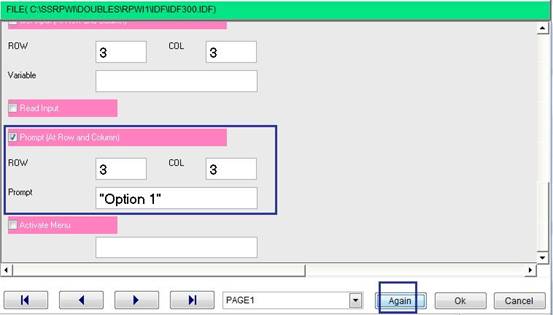 FILE( C:\SSRPWI\DOUBLES\RPWI1\IDF\IDF300.IDF)
ROW 3 COL 3
Variable
Read Input
Prompt (At Row and Column)
ROW 3 COL 3
Prompt "Option 1"
Activate Menu
PAGE1 Again Ok Cancel